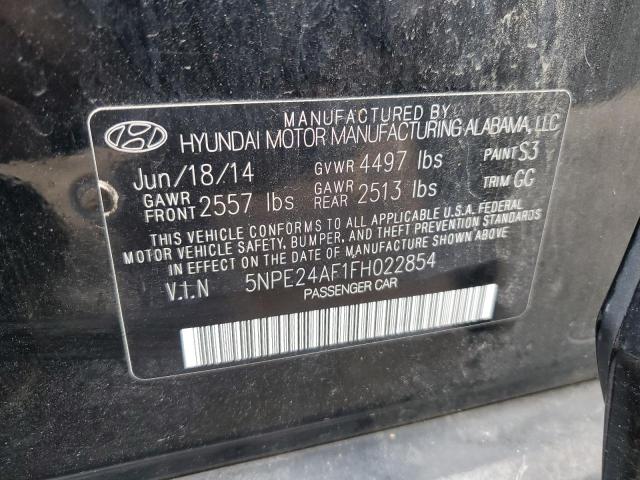 MANUFACTURED BY
HYUNDAI MOTOR MANUFACTURING ALABAMA, LLC
Jun/18/14 GVWR 4497 lbs PAINT S3
GAWR FRONT 2557 lbs GAWR REAR 2513 lbs TRIM GG
THIS VEHICLE CONFORMS TO ALL APPLICABLE U.S.A. FEDERAL
MOTOR VEHICLE SAFETY, BUMPER, AND THEFT PREVENTION STANDARDS
IN EFFECT ON THE DATE OF MANUFACTURE SHOWN ABOVE.
V.I.N 5NPE24AF1FH022854
PASSENGER CAR